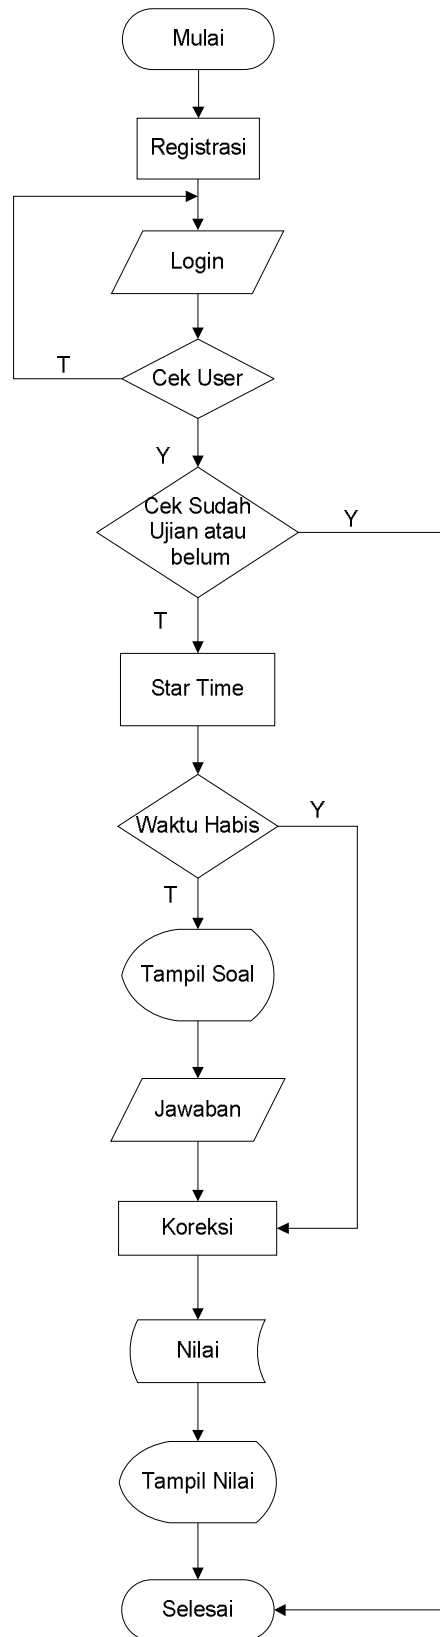 Mulai
Registrasi
Login
T
Cek User
Y
Cek Sudah
Ujian atau
belum
Y
T
Star Time
Waktu Habis
Y
T
Tampil Soal
Jawaban
Koreksi
Nilai
Tampil Nilai
Selesai